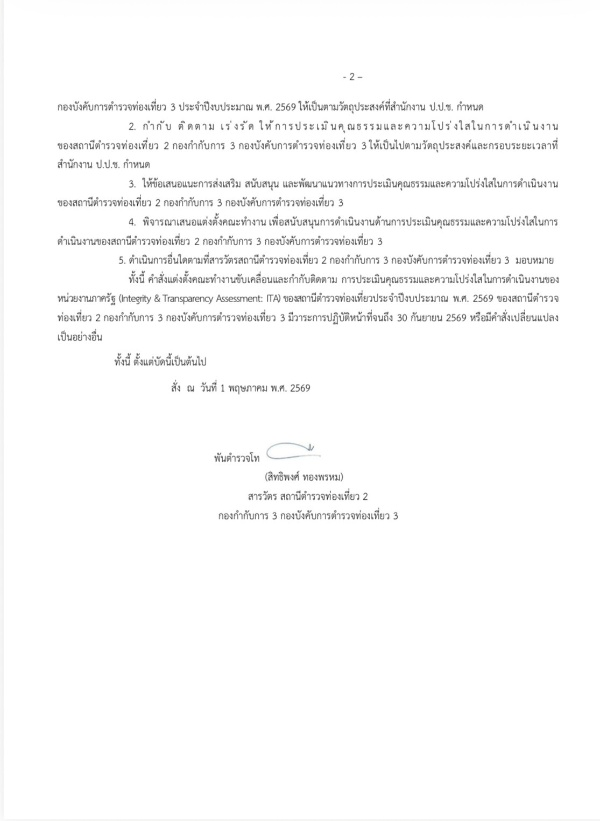 - 2 –
กองบังคับการตำรวจท่องเที่ยว 3 ประจำปีงบประมาณ พ.ศ. 2569 ให้เป็นตามวัตถุประสงค์ที่สำนักงาน ป.ป.ช. กำหนด
2. กำกับ ติดตาม เร่งรัด ให้การประเมินคุณธรรมและความโปร่งใสในการดำเนินงาน
ของสถานีตำรวจท่องเที่ยว 2 กองกำกับการ 3 กองบังคับการตำรวจท่องเที่ยว 3 ให้เป็นไปตามวัตถุประสงค์และกรอบระยะเวลาที่
สำนักงาน ป.ป.ช. กำหนด
3. ให้ข้อเสนอแนะการส่งเสริม สนับสนุน และพัฒนาแนวทางการประเมินคุณธรรมและความโปร่งใสในการดำเนินงาน
ของสถานีตำรวจท่องเที่ยว 2 กองกำกับการ 3 กองบังคับการตำรวจท่องเที่ยว 3
4. พิจารณาเสนอแต่งตั้งคณะทำงาน เพื่อสนับสนุนการดำเนินงานด้านการประเมินคุณธรรมและความโปร่งใสในการ
ดำเนินงานของสถานีตำรวจท่องเที่ยว 2 กองกำกับการ 3 กองบังคับการตำรวจท่องเที่ยว 3
5. ดำเนินการอื่นใดตามที่สารวัตรสถานีตำรวจท่องเที่ยว 2 กองกำกับการ 3 กองบังคับการตำรวจท่องเที่ยว 3 มอบหมาย
ทั้งนี้ คำสั่งแต่งตั้งคณะทำงานขับเคลื่อนและกำกับติดตาม การประเมินคุณธรรมและความโปร่งใสในการดำเนินงานของ
หน่วยงานภาครัฐ (Integrity & Transparency Assessment: ITA) ของสถานีตำรวจท่องเที่ยวประจำปีงบประมาณ พ.ศ. 2569 ของสถานีตำรวจ
ท่องเที่ยว 2 กองกำกับการ 3 กองบังคับการตำรวจท่องเที่ยว 3 มีวาระการปฏิบัติหน้าที่จนถึง 30 กันยายน 2569 หรือมีคำสั่งเปลี่ยนแปลง
เป็นอย่างอื่น
ทั้งนี้ ตั้งแต่บัดนี้เป็นต้นไป
สั่ง ณ วันที่ 1 พฤษภาคม พ.ศ. 2569
พันตำรวจโท
(สิทธิพงศ์ ทองพรหม)
สารวัตร สถานีตำรวจท่องเที่ยว 2
กองกำกับการ 3 กองบังคับการตำรวจท่องเที่ยว 3